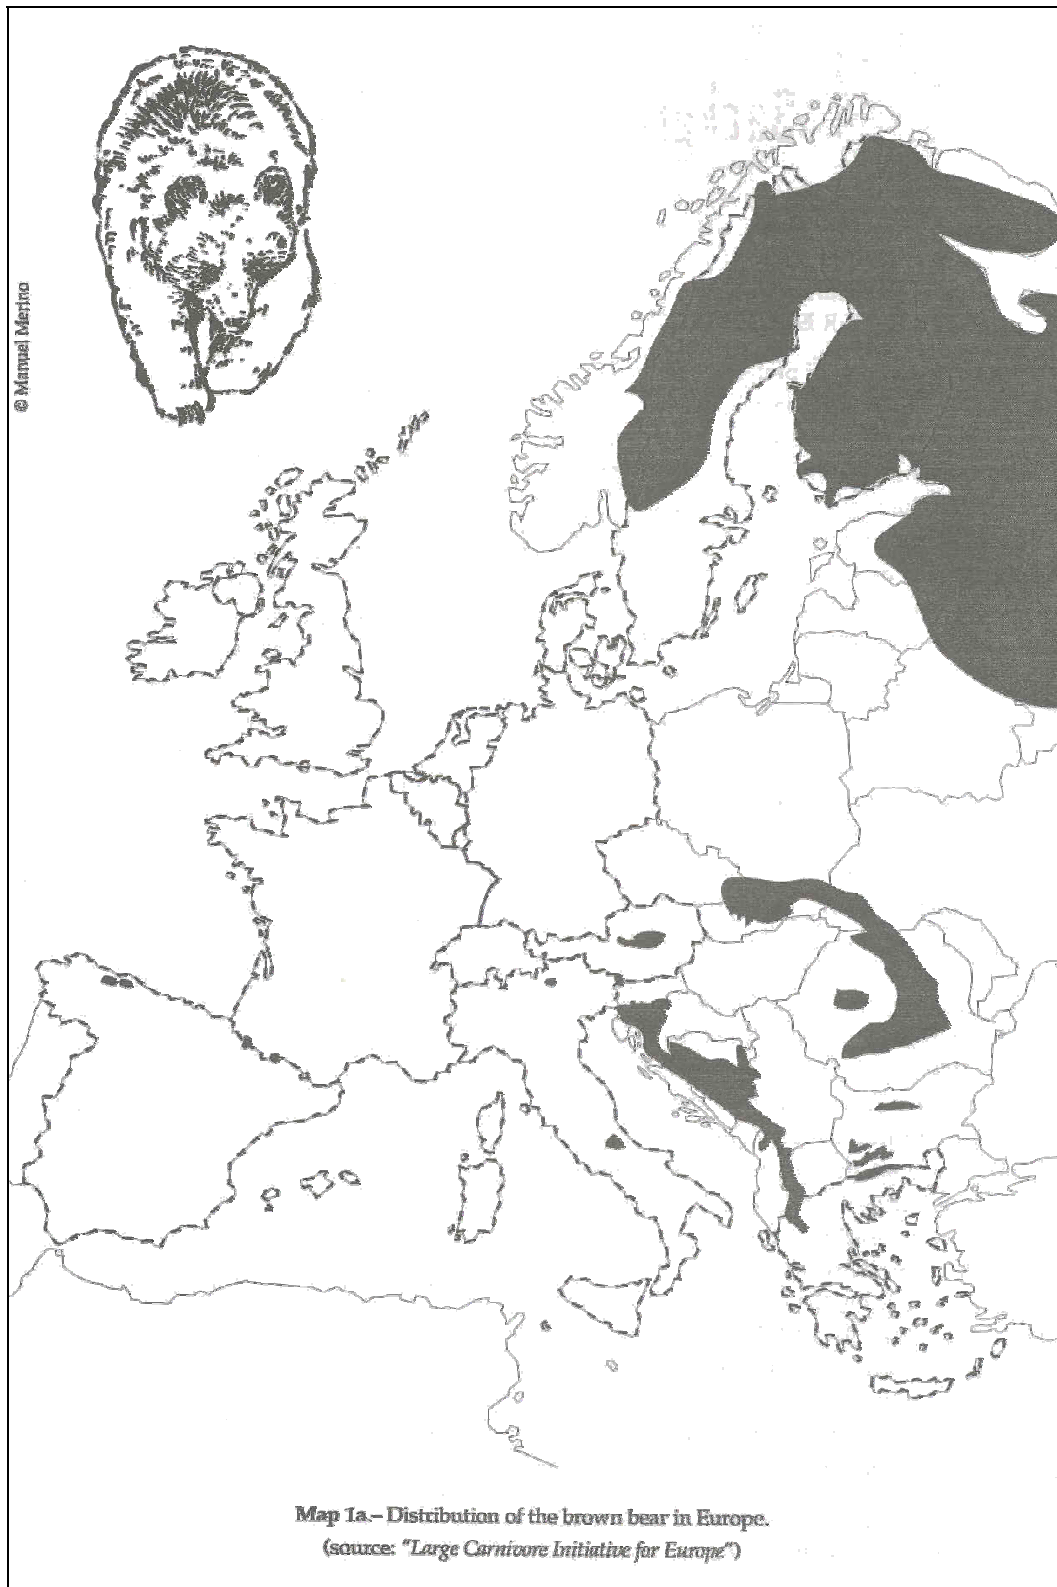 © Manuel Merino
Map 1a.– Distribution of the brown bear in Europe.
(source: "Large Carnivore Initiative for Europe")